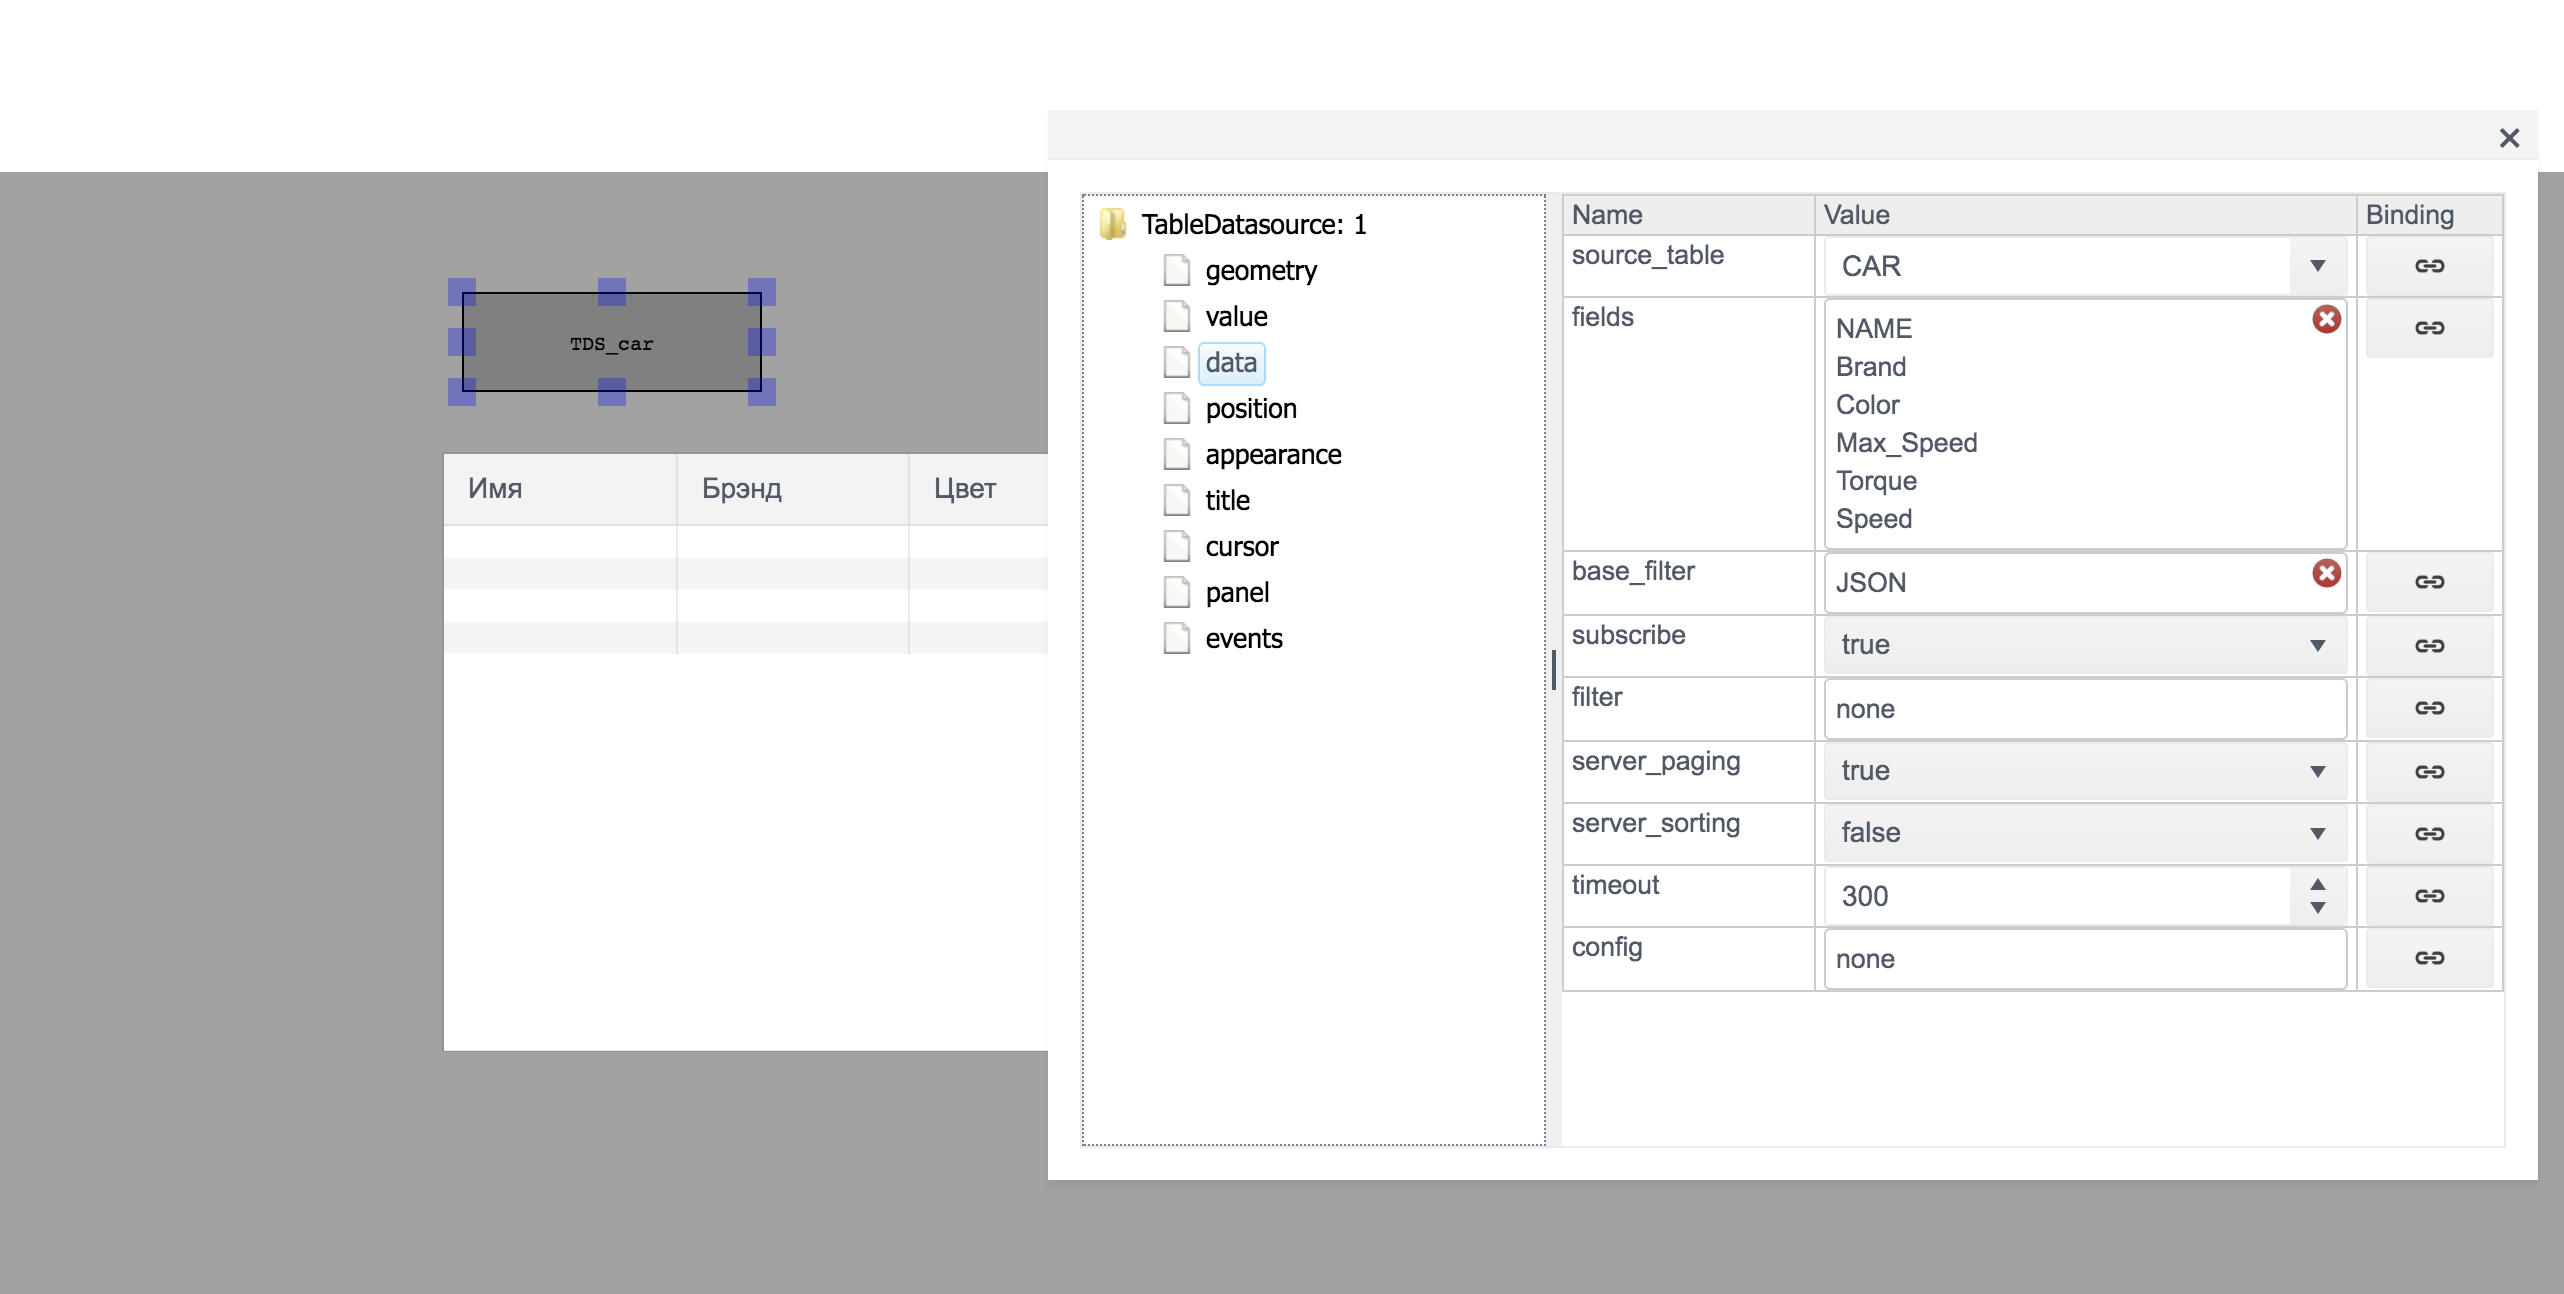 TDS_car
Имя Брэнд Цвет
TableDatasource: 1
geometry
value
data
position
appearance
title
cursor
panel
events
Name Value Binding
source_table CAR
fields NAME
Brand
Color
Max_Speed
Torque
Speed
base_filter JSON
subscribe true
filter none
server_paging true
server_sorting false
timeout 300
config none